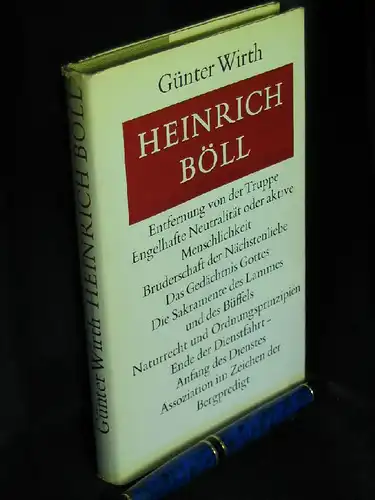 Günter Wirth
HEINRICH
BÖLL
Entfernung von der Truppe
Engelhafte Neutralität oder aktive
Menschlichkeit
Bruderschaft der Nächstenliebe
Das Gedächtnis Gottes
Die Sakramente des Lammes
und des Büffels
Naturrecht und Ordnungsprinzipien
Ende der Dienstfahrt –
Anfang des Dienstes
Assoziation im Zeichen der
Bergpredigt
Günter Wirth HEINRICH BÖLL